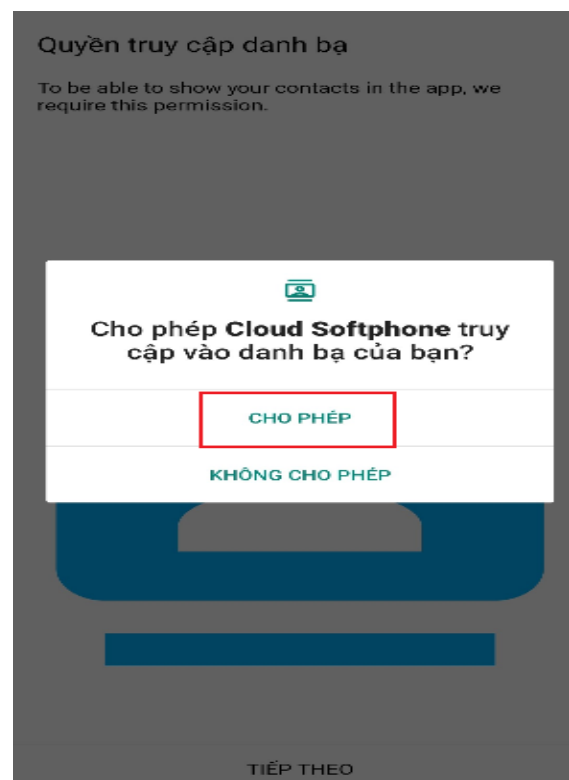 Quyền truy cập danh bạ
To be able to show your contacts in the app, we
require this permission.
Cho phép Cloud Softphone truy
cập vào danh bạ của bạn?
CHO PHÉP
KHÔNG CHO PHÉP
TIẾP THEO